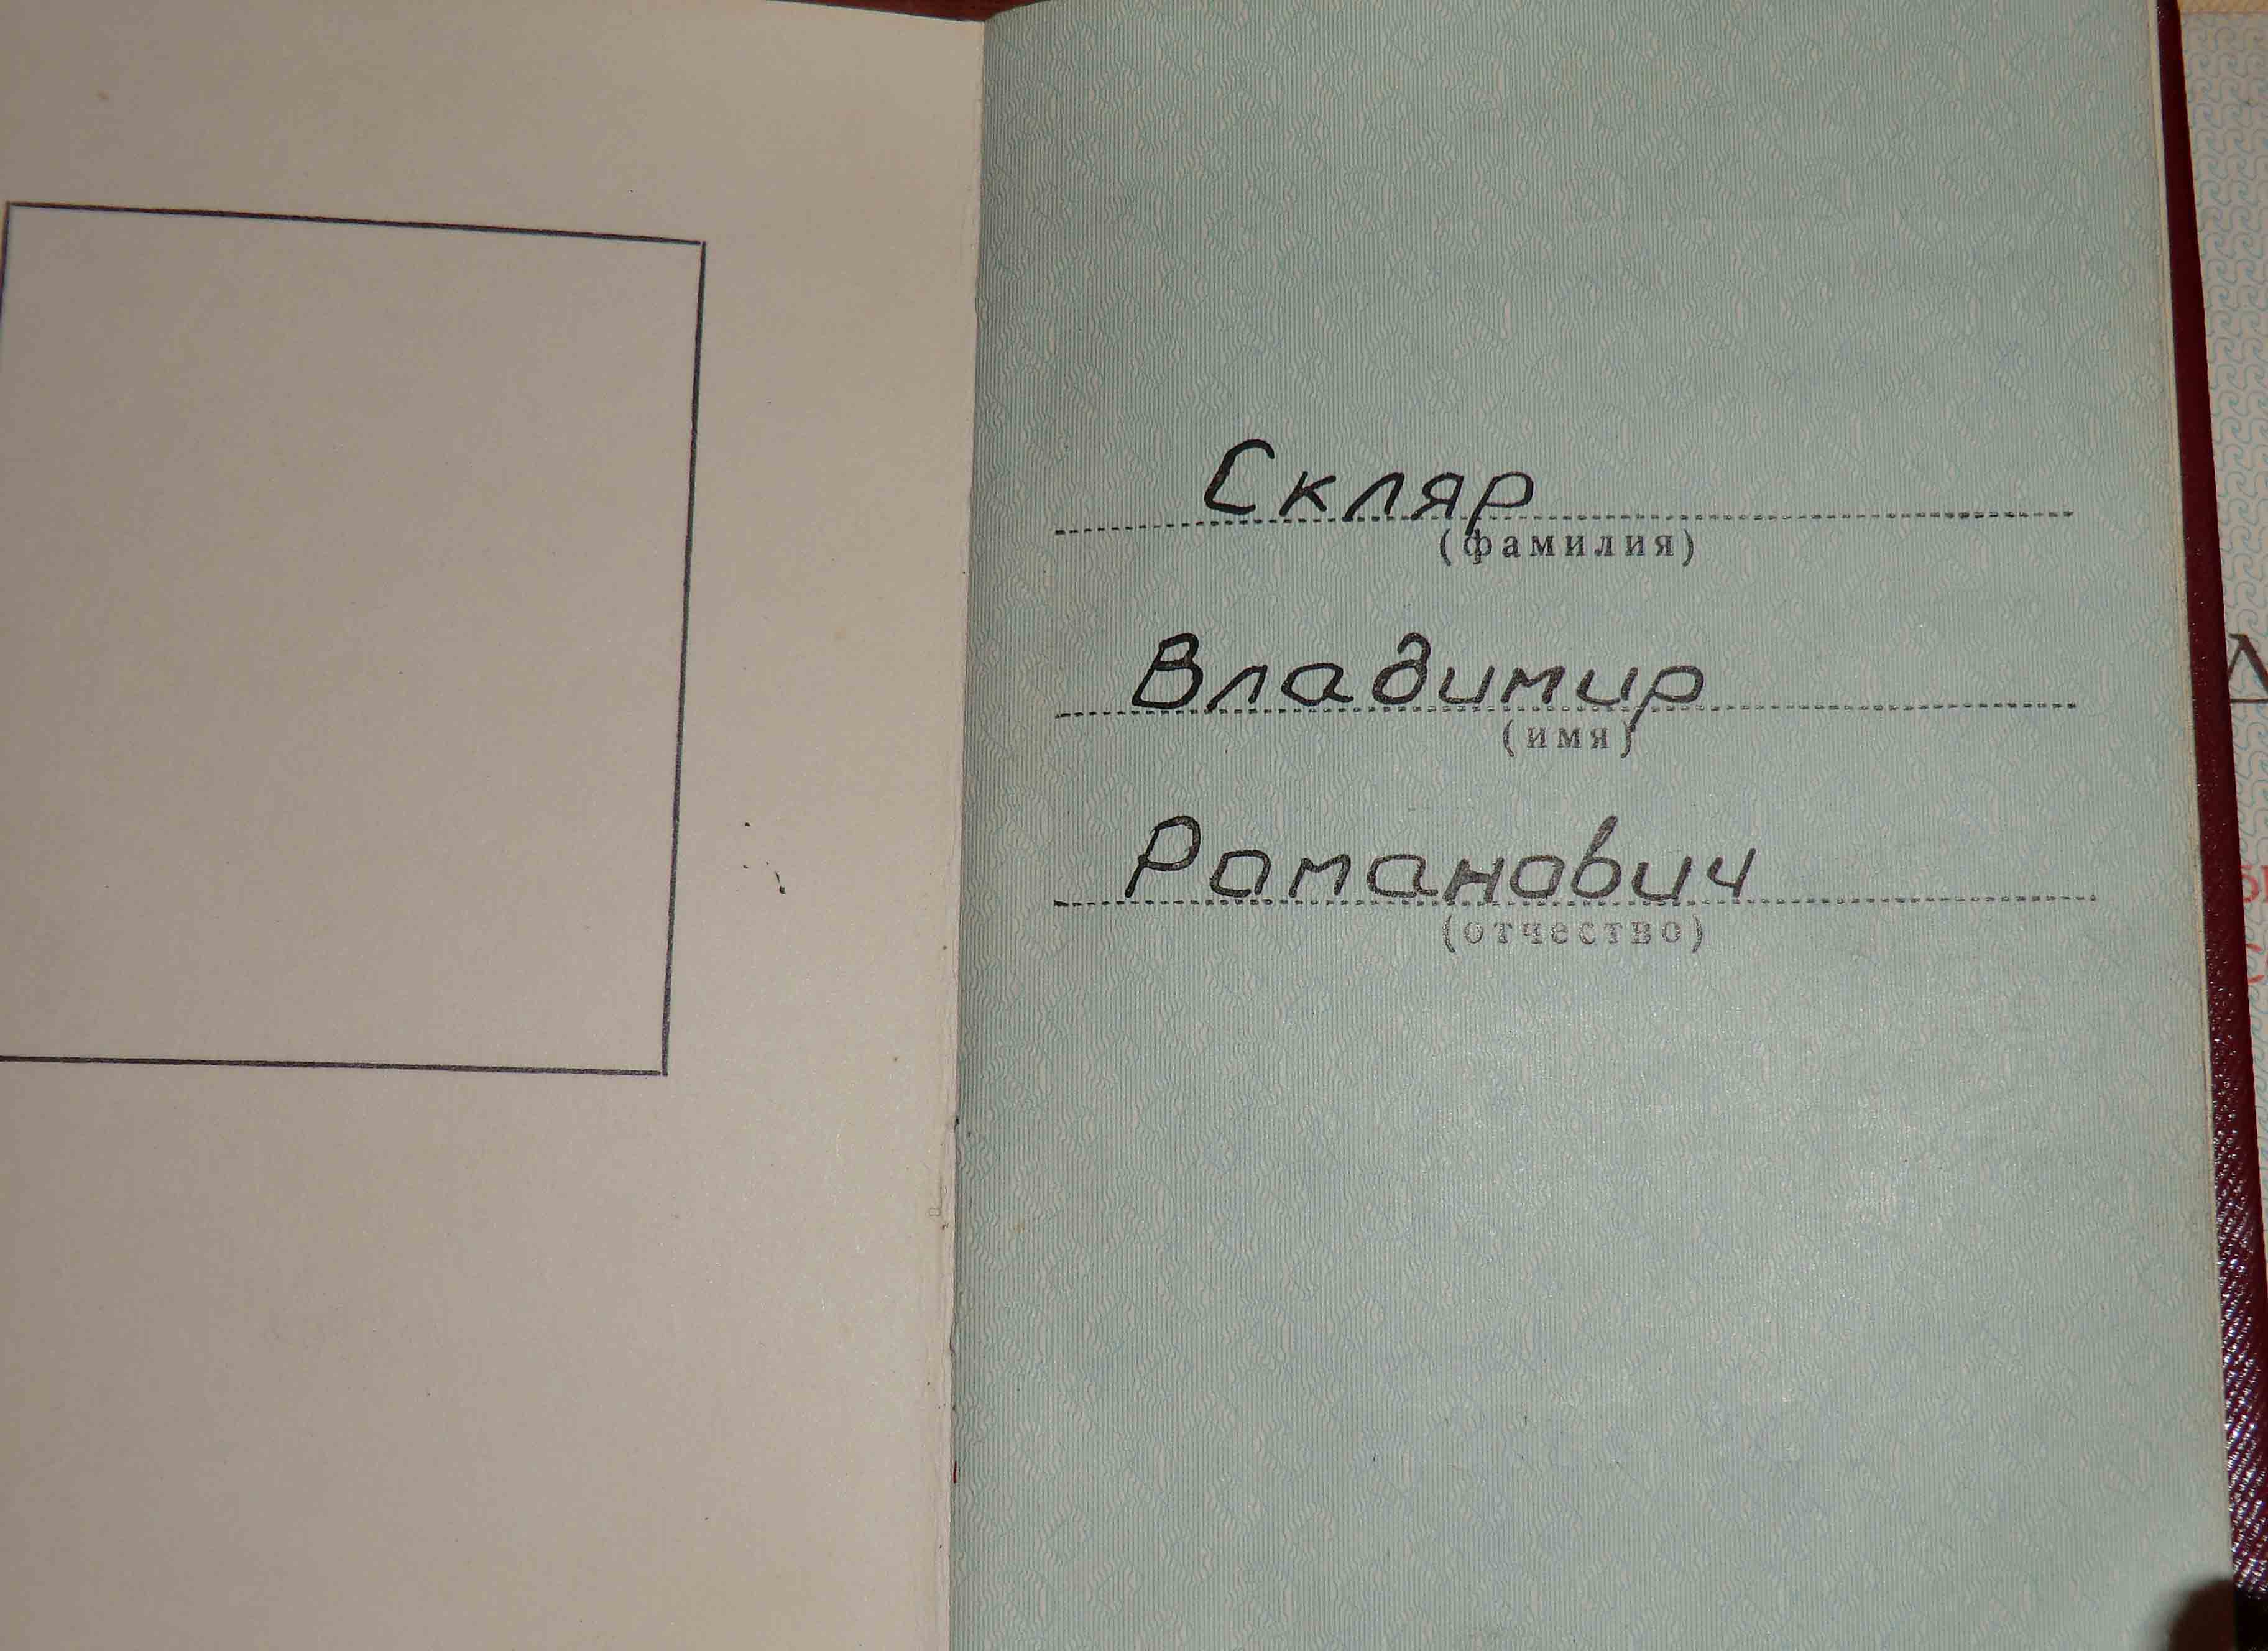 Скляр
(фамилия)
Владимир
(имя)
Романович
(отчество)